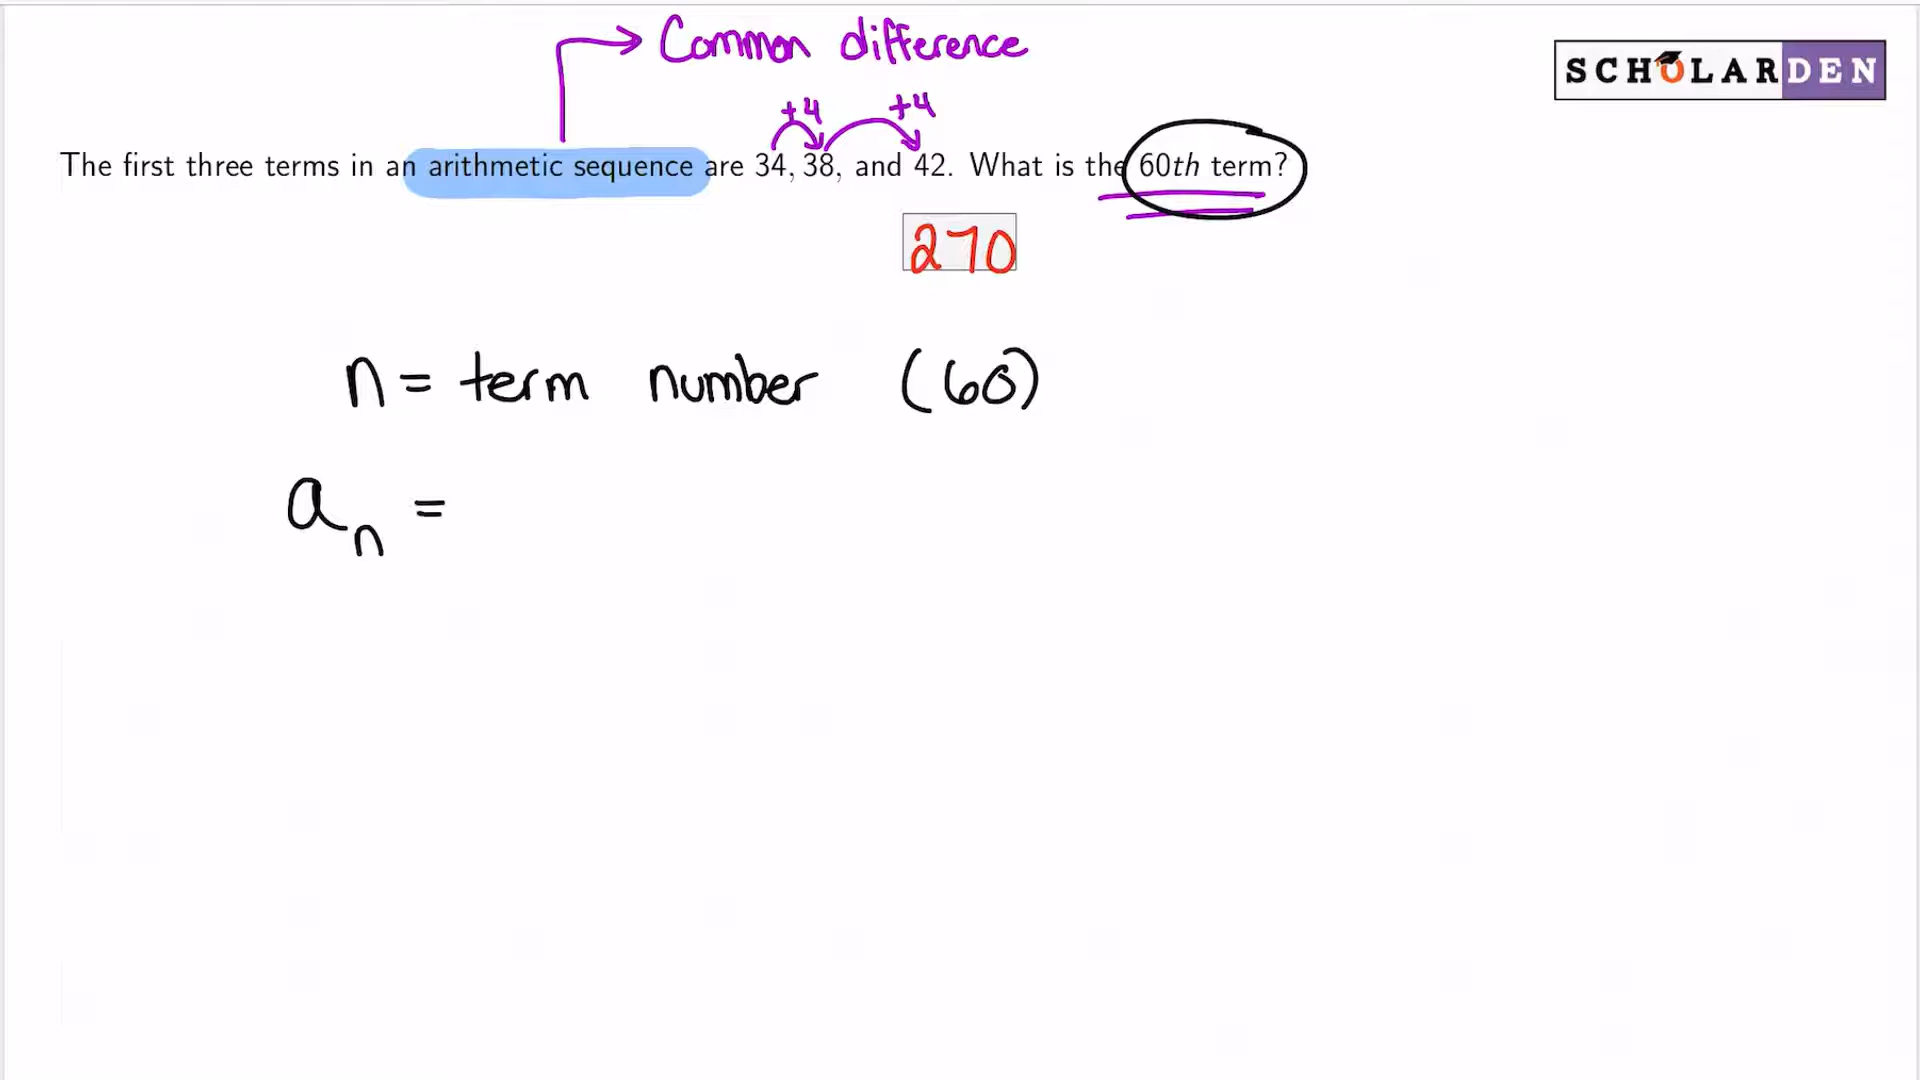 Common difference
SCHOLARDEN
+4 +4
The first three terms in an arithmetic sequence are 34, 38, and 42. What is the 60th term?
270
n = term number (60)
an =